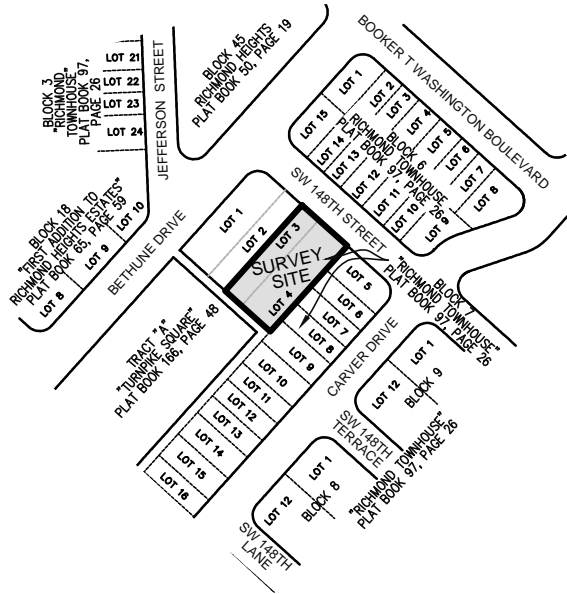 BLOCK 3
"RICHMOND
TOWNHOUSE"
PLAT BOOK 97,
PAGE 26
LOT 21
LOT 22
LOT 23
LOT 24
JEFFERSON STREET
BLOCK 45
RICHMOND HEIGHTS
PLAT BOOK 50, PAGE 19
BOOKER T WASHINGTON BOULEVARD
LOT 1
LOT 2
LOT 3
LOT 4
LOT 5
LOT 6
LOT 7
LOT 8
LOT 15
LOT 14
LOT 13
LOT 12
LOT 11
LOT 10
LOT
BLOCK 6
RICHMOND TOWNHOUSE
PLAT BOOK 97, PAGE 26
SW 148TH STREET
BLOCK 18
"FIRST ADDITION TO
RICHMOND HEIGHTS ESTATES"
PLAT BOOK 65, PAGE 59
LOT 10
LOT 9
LOT 8
BETHUNE DRIVE
LOT 1
LOT 2
LOT 3
SURVEY
SITE
LOT 4
LOT 5
LOT 6
LOT 7
LOT 8
LOT 9
LOT 10
LOT 11
LOT 12
LOT 13
LOT 14
LOT 15
LOT 16
BLOCK 7
"RICHMOND TOWNHOUSE"
PLAT BOOK 97, PAGE 26
TRACT "A"
"TURNPIKE SQUARE"
PLAT BOOK 166, PAGE 48
CARVER DRIVE
LOT 1
LOT 12
BLOCK 9
SW 148TH
TERRACE
"RICHMOND TOWNHOUSE"
PLAT BOOK 97, PAGE 26
LOT 1
LOT 12
BLOCK 8
SW 148TH
LANE